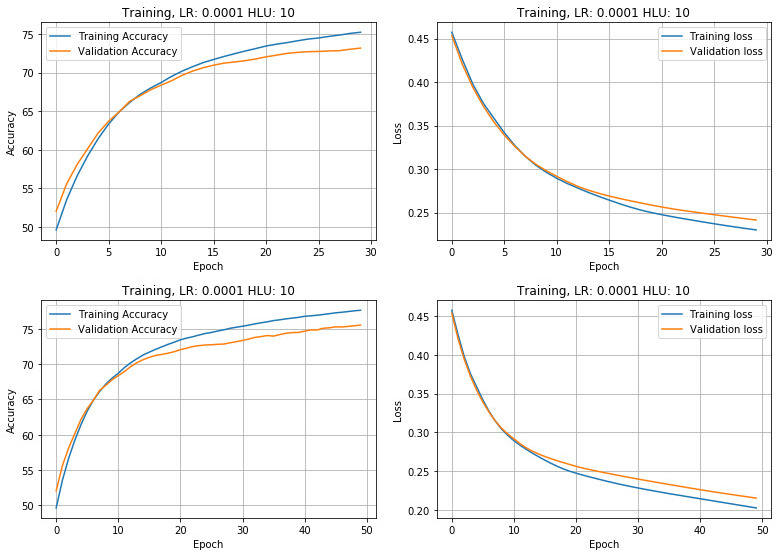 Training, LR: 0.0001 HLU: 10
Training Accuracy
Validation Accuracy
75
70
65
60
55
50
Accuracy
0 5 10 15 20 25 30
Epoch
Training, LR: 0.0001 HLU: 10
Training loss
Validation loss
0.45
0.40
0.35
0.30
0.25
Loss
0 5 10 15 20 25 30
Epoch
Training, LR: 0.0001 HLU: 10
Training Accuracy
Validation Accuracy
75
70
65
60
55
50
Accuracy
0 10 20 30 40 50
Epoch
Training, LR: 0.0001 HLU: 10
Training loss
Validation loss
0.45
0.40
0.35
0.30
0.25
0.20
Loss
0 10 20 30 40 50
Epoch